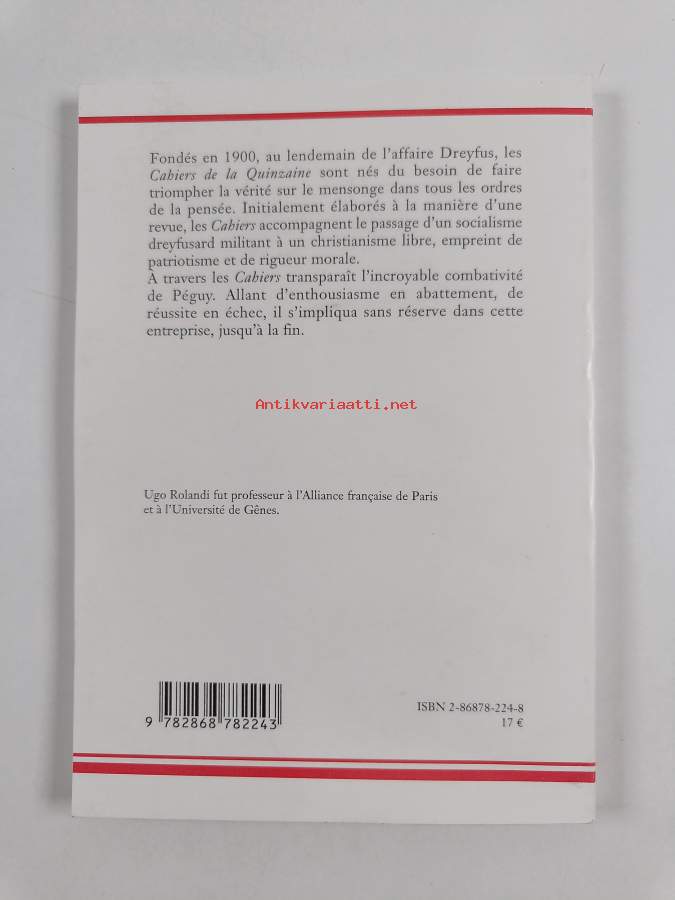 Fondés en 1900, au lendemain de l'affaire Dreyfus, les
Cahiers de la Quinzaine sont nés du besoin de faire
triompher la vérité sur le mensonge dans tous les ordres
de la pensée. Initialement élaborés à la manière d'une
revue, les Cahiers accompagnent le passage d'un socialisme
dreyfusard militant à un christianisme libre, empreint de
patriotisme et de rigueur morale.
A travers les Cahiers transparaît l'incroyable combativité
de Péguy. Allant d'enthousiasme en abattement, de
réussite en échec, il s'impliqua sans réserve dans cette
entreprise, jusqu'à la fin.
Antikvariaatti.net
Ugo Rolandi fut professeur à l'Alliance française de Paris
et à l'Université de Gênes.
ISBN 2-86878-224-8
17 €
9 782868 782243